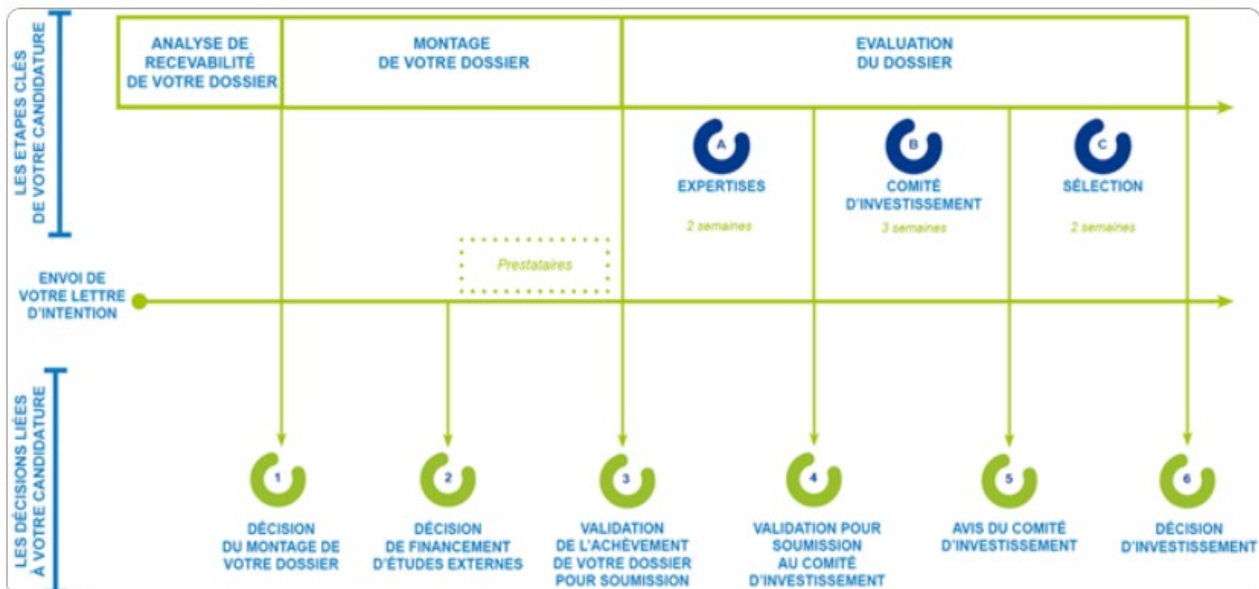 LES ETAPES CLÉS
DE VOTRE CANDIDATURE
ANALYSE DE
RECEVABILITÉ
DE VOTRE DOSSIER
MONTAGE
DE VOTRE DOSSIER
EVALUATION
DU DOSSIER
A
EXPERTISES
2 semaines
B
COMITÉ
D'INVESTISSEMENT
3 semaines
C
SÉLECTION
2 semaines
Prestataires
ENVOI DE
VOTRE LETTRE
D'INTENTION
LES DÉCISIONS LIÉES
À VOTRE CANDIDATURE
1
DÉCISION
DU MONTAGE DE
VOTRE DOSSIER
2
DÉCISION
DE FINANCEMENT
D'ÉTUDES EXTERNES
3
VALIDATION
DE L'ACHÈVEMENT
DE VOTRE DOSSIER
POUR SOUMISSION
4
VALIDATION POUR
SOUMISSION
AU COMITÉ
D'INVESTISSEMENT
5
AVIS DU COMITÉ
D'INVESTISSEMENT
6
DÉCISION
D'INVESTISSEMENT